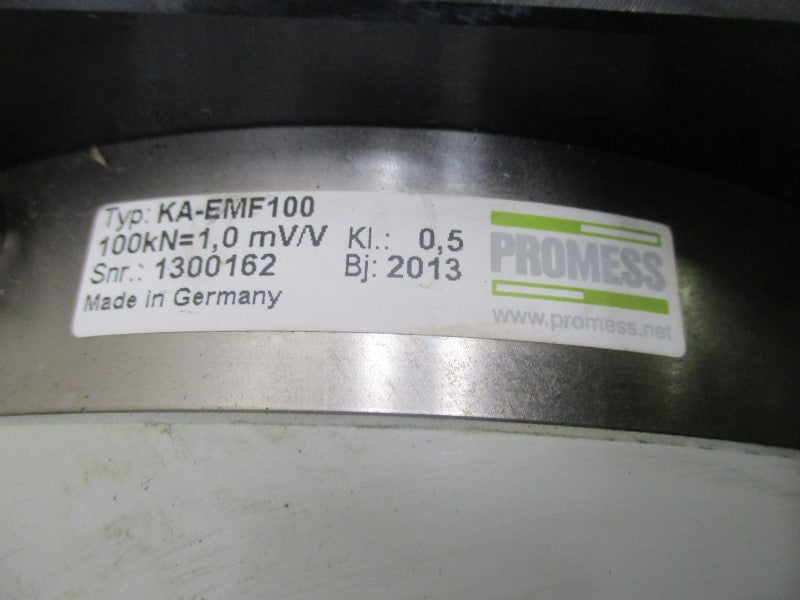 Typ: KA-EMF100
100kN=1,0 mV/V Kl.: 0,5
Snr.: 1300162 Bj: 2013
Made in Germany
PROMESS
www.promess.net